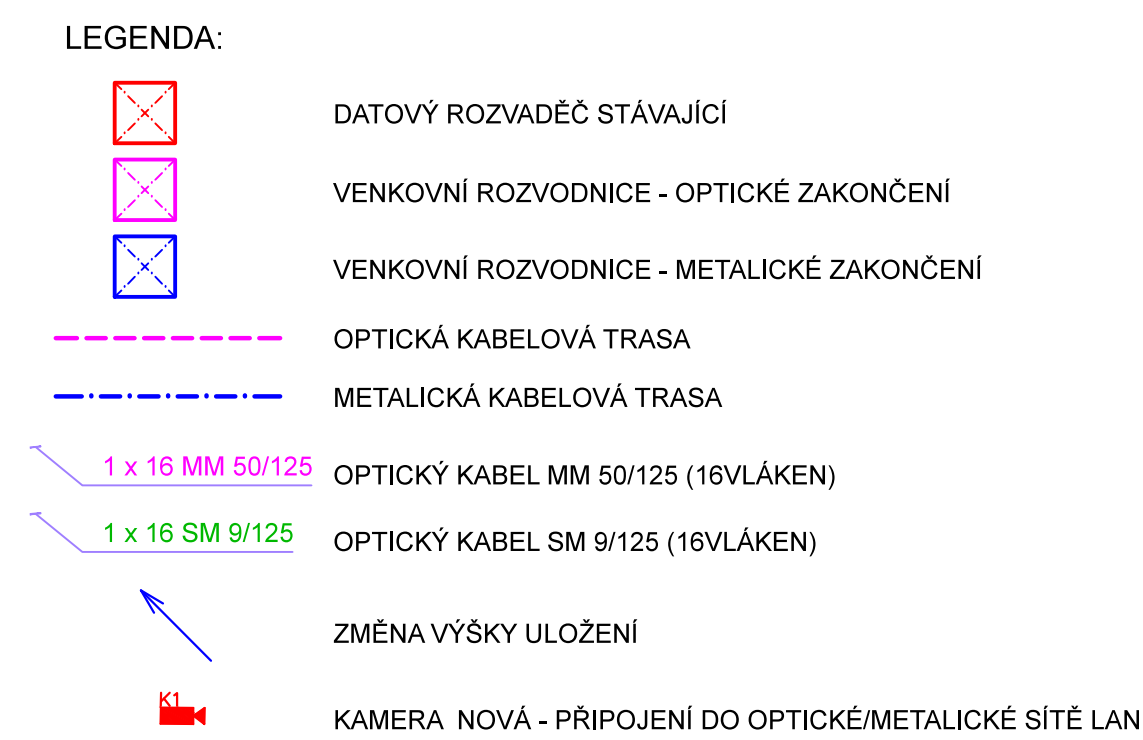 LEGENDA:
DATOVÝ ROZVADĚČ STÁVAJÍCÍ
VENKOVNÍ ROZVODNICE - OPTICKÉ ZAKONČENÍ
VENKOVNÍ ROZVODNICE - METALICKÉ ZAKONČENÍ
OPTICKÁ KABELOVÁ TRASA
METALICKÁ KABELOVÁ TRASA
1 x 16 MM 50/125 OPTICKÝ KABEL MM 50/125 (16VLÁKEN)
1 x 16 SM 9/125 OPTICKÝ KABEL SM 9/125 (16VLÁKEN)
ZMĚNA VÝŠKY ULOŽENÍ
K1
KAMERA NOVÁ - PŘIPOJENÍ DO OPTICKÉ/METALICKÉ SÍTĚ LAN